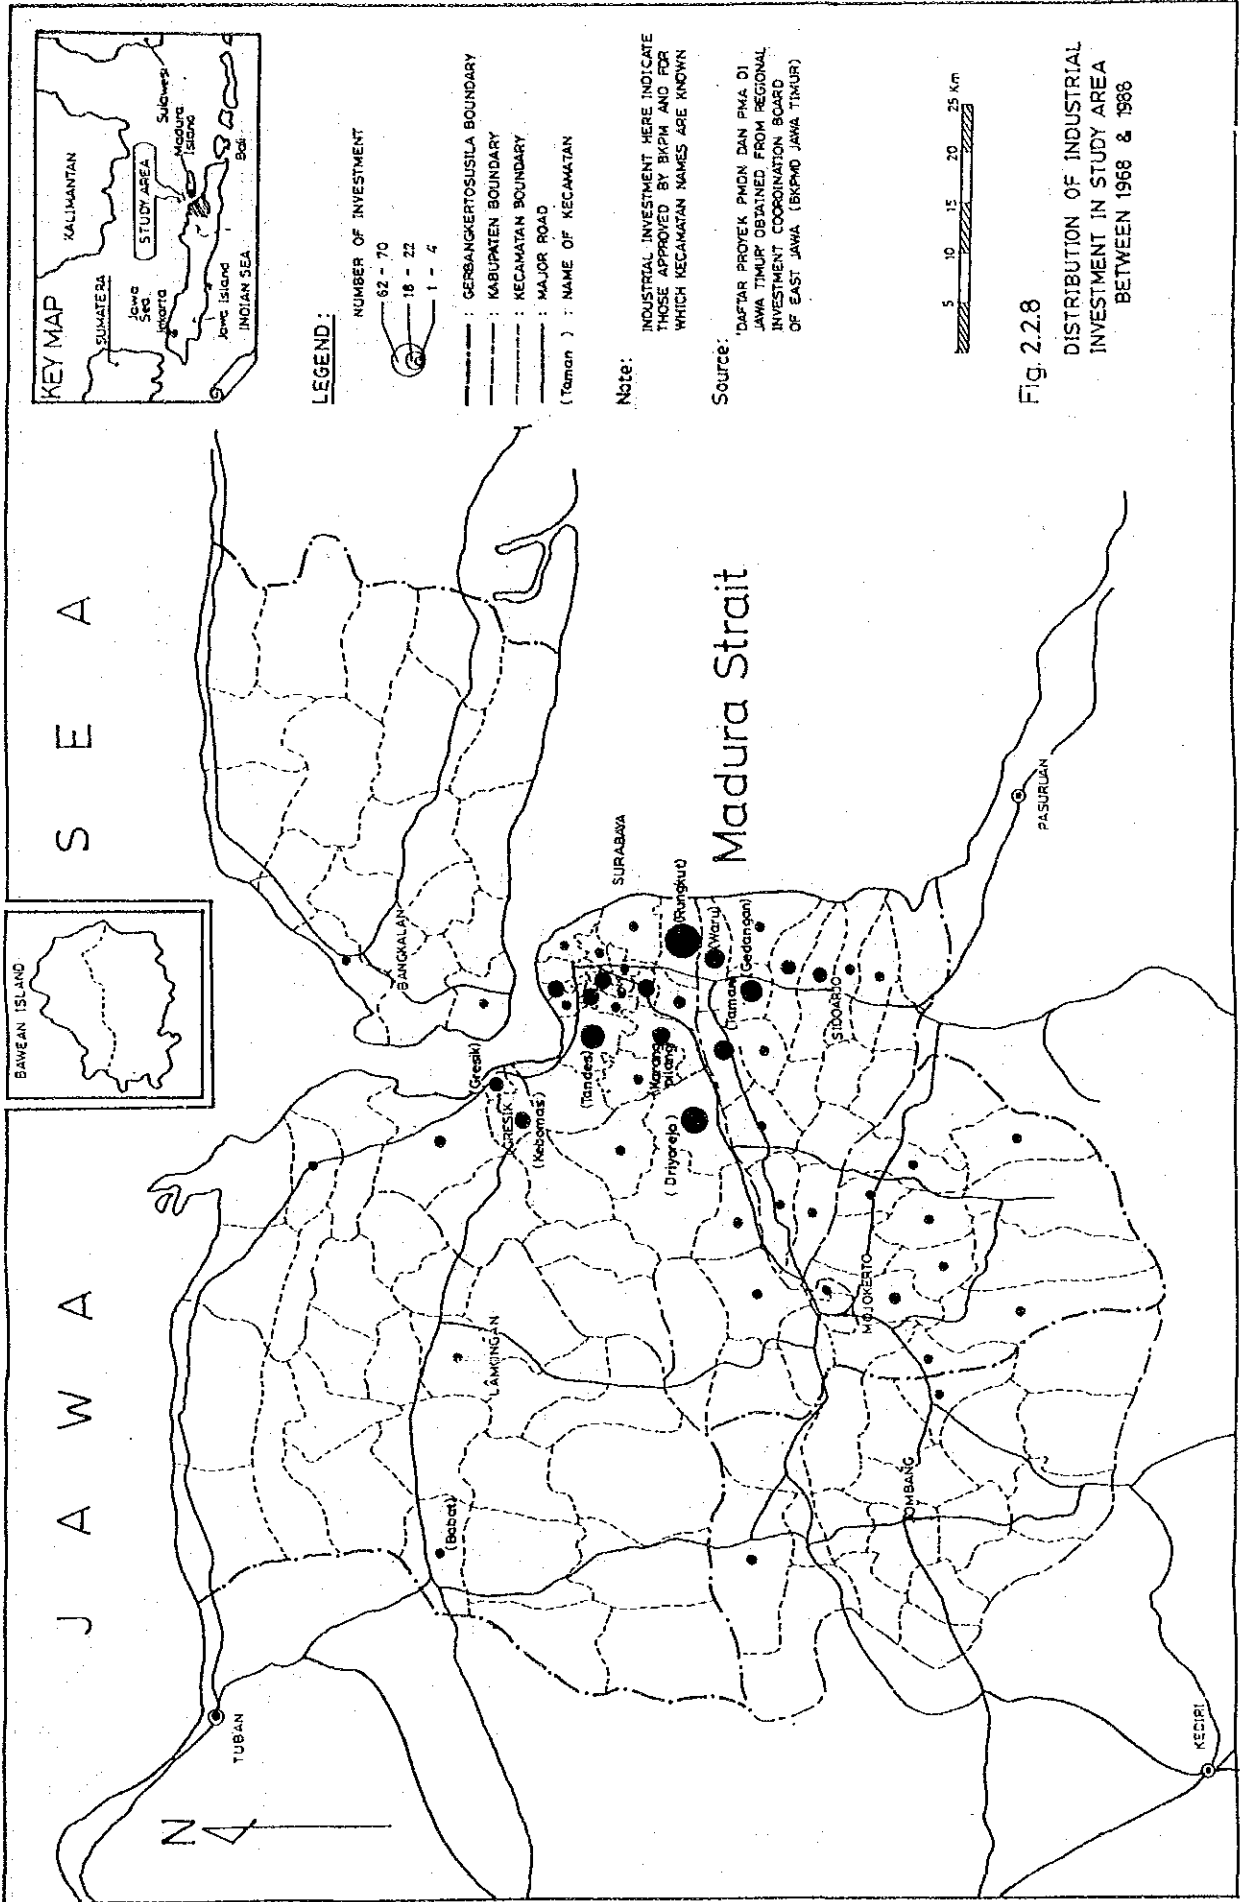 J A W A S E A
BAWEAN ISLAND
N
TUBAN
BANGKALAN
(Gresik)
GRESIK
(Kebomas)
LAMONGAN
(Babat)
SURABAYA
(Tandes)
(Karang
pilang)
(Rungkut)
(Waru)
(Gedangan)
(Taman)
(Driyorejo)
SIDOARJO
MOJOKERTO
JOMBANG
Madura Strait
PASURUAN
KEDIRI
KEY MAP
SUMATERA
KALIMANTAN
Jawa
Sea
Jakarta
STUDY AREA
Sulawesi
Madura
Island
Jawa Island
Bali
INDIAN SEA
LEGEND:
NUMBER OF INVESTMENT
62 - 70
18 - 22
1 - 4
: GERBANGKERTOSUSILA BOUNDARY
: KABUPATEN BOUNDARY
: KECAMATAN BOUNDARY
: MAJOR ROAD
(Taman) : NAME OF KECAMATAN
Note:
INDUSTRIAL INVESTMENT HERE INDICATE
THOSE APPROVED BY BKPM AND FOR
WHICH KECAMATAN NAMES ARE KNOWN
Source:
'DAFTAR PROYEK PMDN DAN PMA DI
JAWA TIMUR' OBTAINED FROM REGIONAL
INVESTMENT COORDINATION BOARD
OF EAST JAWA (BKPMD JAWA TIMUR)
5 10 15 20 25 Km
Fig. 2.2.8
DISTRIBUTION OF INDUSTRIAL
INVESTMENT IN STUDY AREA
BETWEEN 1968 & 1988